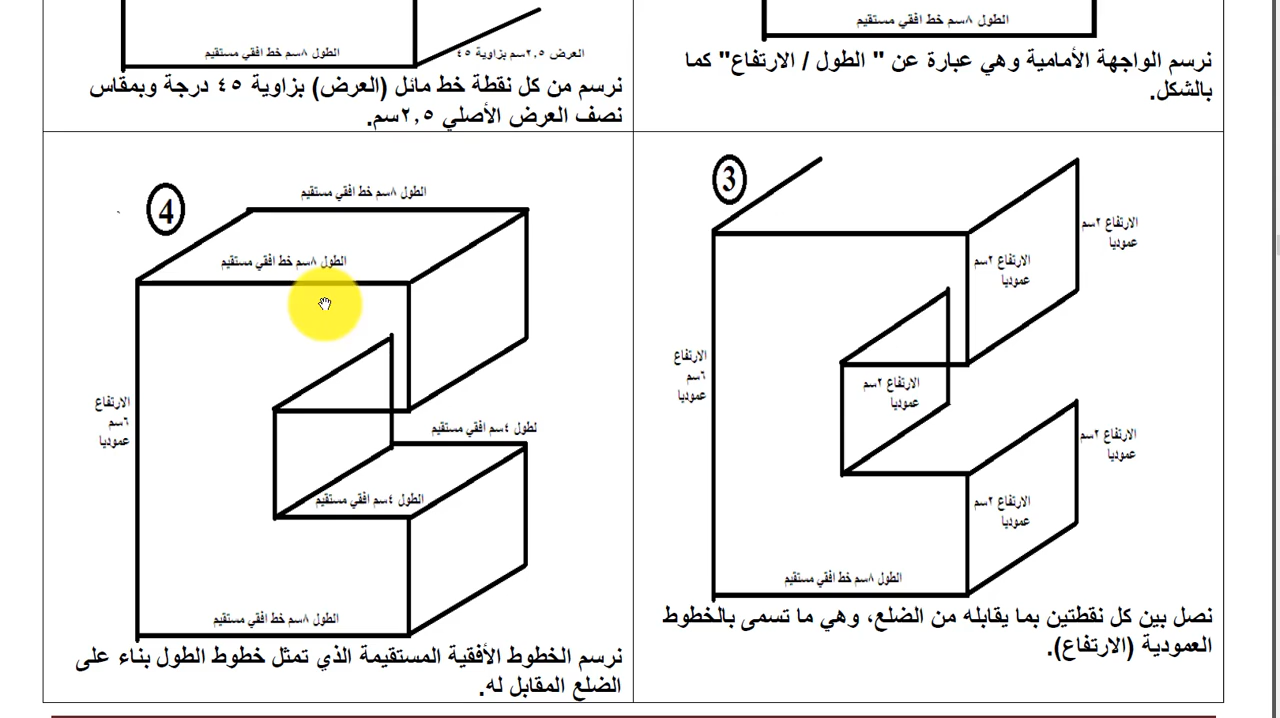 الطول ٨سم خط افقي مستقيم
نرسم الواجهة الأمامية وهي عبارة عن " الطول / الارتفاع" كما
بالشكل.
العرض ٢,٥سم بزاوية ٤٥
الطول ٨سم خط افقي مستقيم
نرسم من كل نقطة خط مائل (العرض) بزاوية ٤٥ درجة وبمقاس
نصف العرض الأصلي ٢,٥سم.
3
الارتفاع ٢سم
عموديا
الارتفاع ٢سم
عموديا
الارتفاع
٦سم
عموديا
الارتفاع ٢سم
عموديا
الارتفاع ٢سم
عموديا
الارتفاع ٢سم
عموديا
الطول ٨سم خط افقي مستقيم
نصل بين كل نقطتين بما يقابله من الضلع، وهي ما تسمى بالخطوط
العمودية (الارتفاع).
4
الطول ٨سم خط افقي مستقيم
الطول ٨سم خط افقي مستقيم
الارتفاع
٦سم
عموديا
لطول ٤سم افقي مستقيم
الطول ٤سم افقي مستقيم
الطول ٨سم خط افقي مستقيم
نرسم الخطوط الأفقية المستقيمة الذي تمثل خطوط الطول بناء على
الضلع المقابل له.